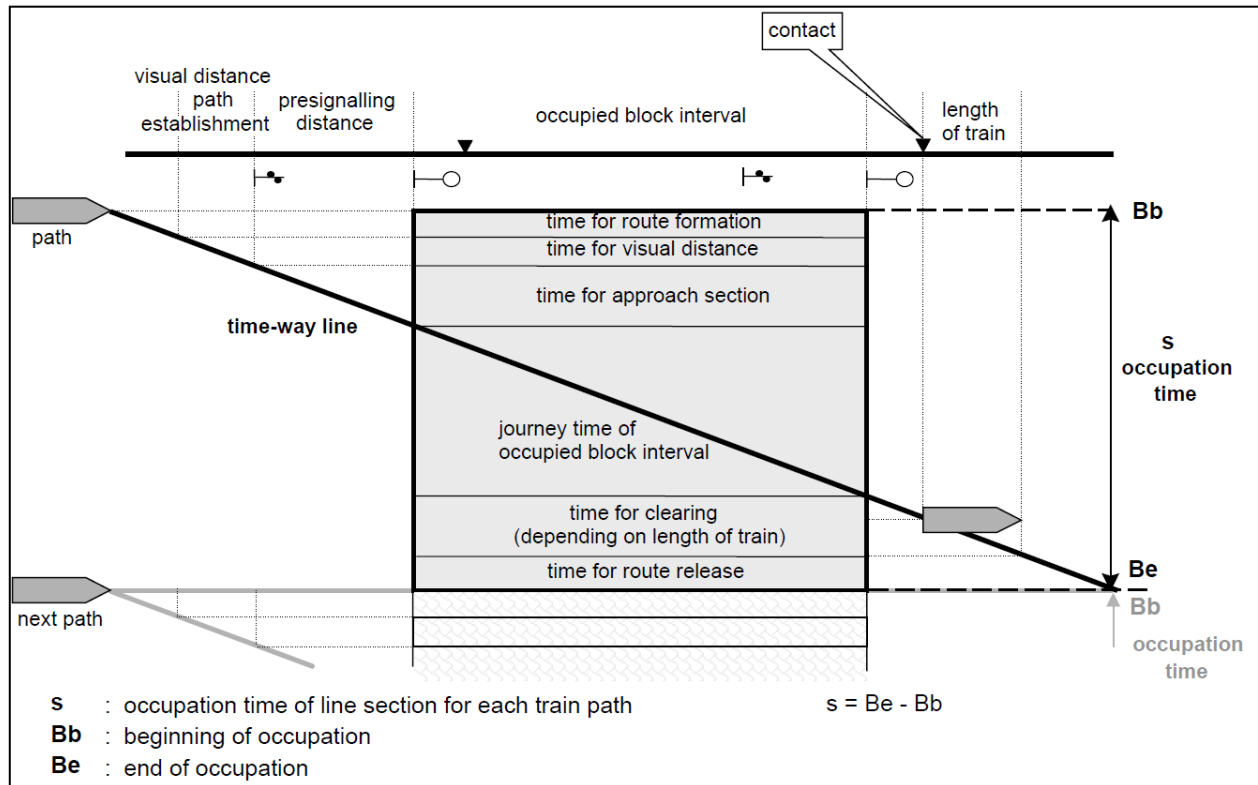 contact
visual distance
path
establishment
presignalling
distance
occupied block interval
length
of train
path
time for route formation
Bb
time for visual distance
time for approach section
time-way line
s
occupation
time
journey time of
occupied block interval
time for clearing
(depending on length of train)
time for route release
Be
next path
Bb
occupation
time
s : occupation time of line section for each train path s = Be - Bb
Bb : beginning of occupation
Be : end of occupation